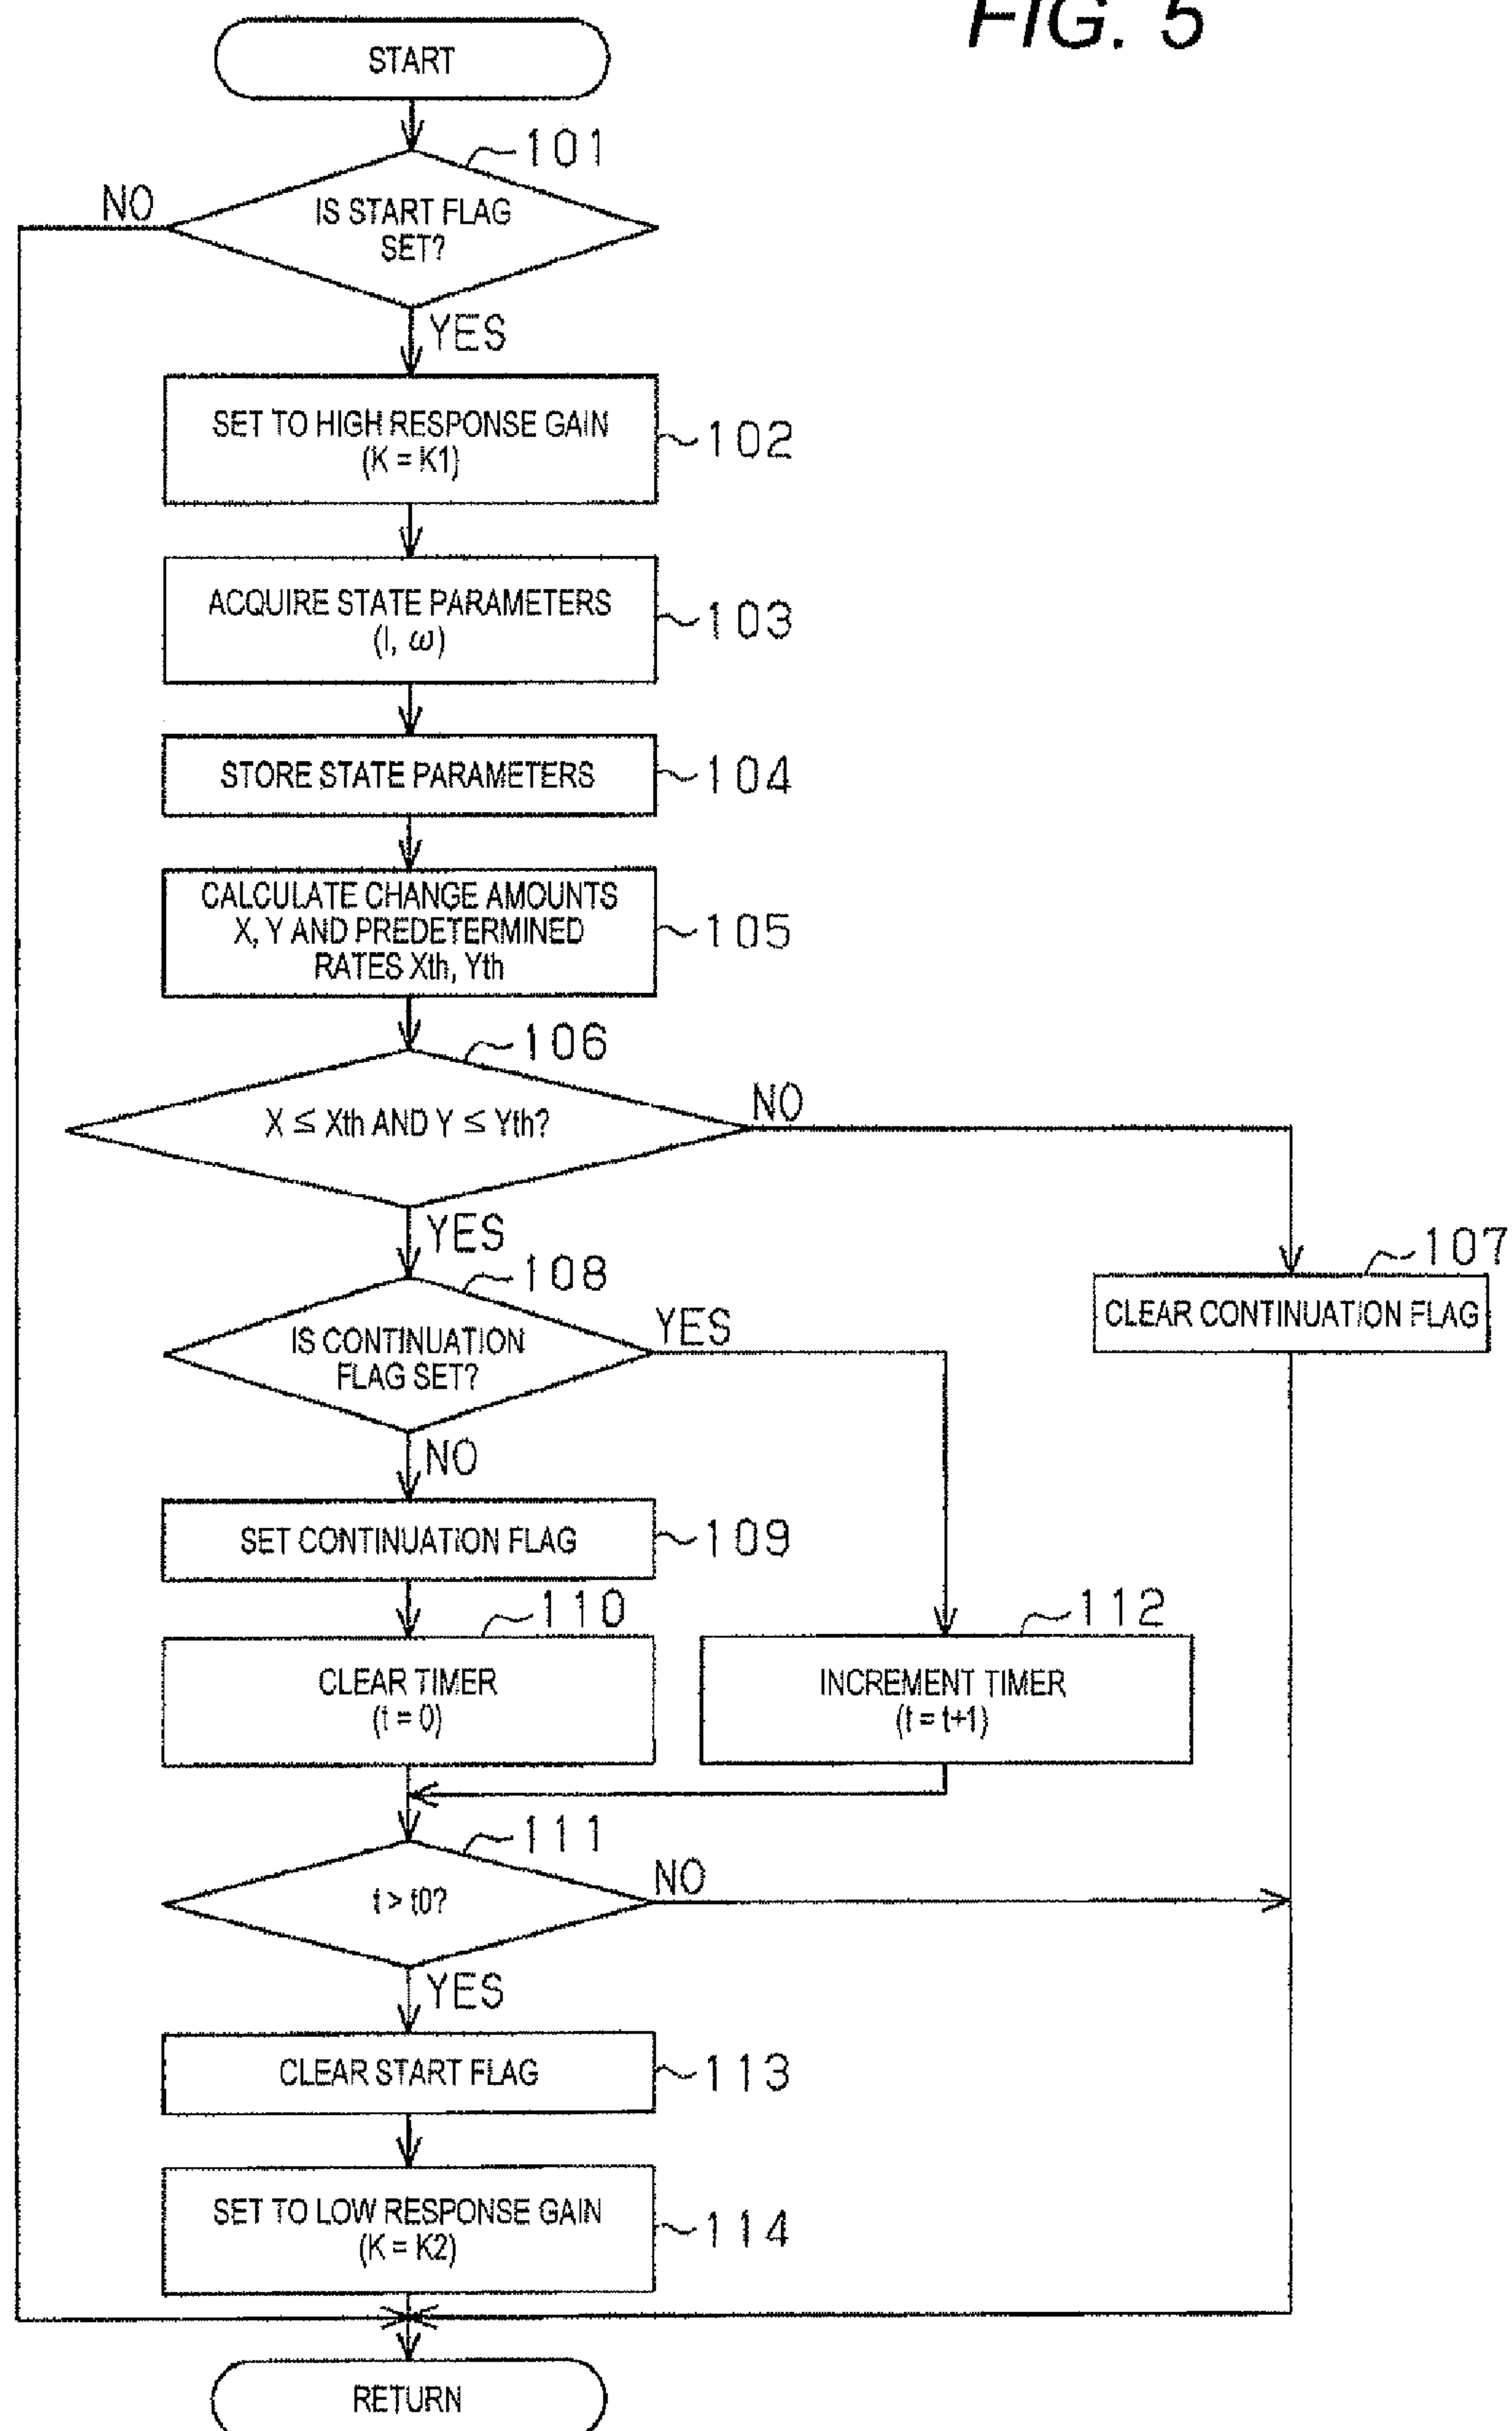 FIG. 5
START
101
NO
IS START FLAG
SET?
YES
SET TO HIGH RESPONSE GAIN
(K = K1)
102
ACQUIRE STATE PARAMETERS
(I, ω)
103
STORE STATE PARAMETERS
104
CALCULATE CHANGE AMOUNTS
X, Y AND PREDETERMINED
RATES Xth, Yth
105
106
X ≤ Xth AND Y ≤ Yth?
NO
YES
107
CLEAR CONTINUATION FLAG
108
IS CONTINUATION
FLAG SET?
YES
NO
SET CONTINUATION FLAG
109
110
CLEAR TIMER
(t = 0)
112
INCREMENT TIMER
(t = t+1)
111
t > t0?
NO
YES
CLEAR START FLAG
113
SET TO LOW RESPONSE GAIN
(K = K2)
114
RETURN